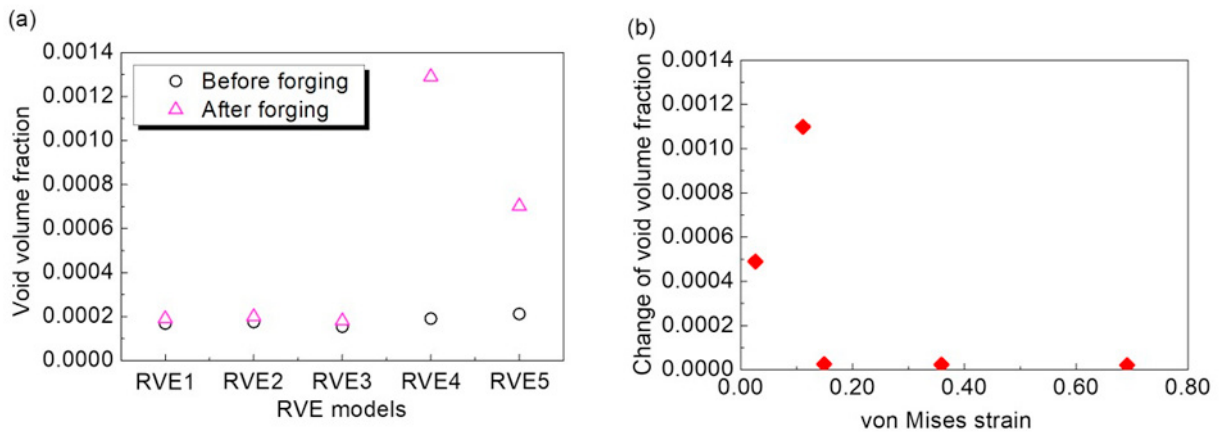 (a)
Void volume fraction
0.0014
0.0012
0.0010
0.0008
0.0006
0.0004
0.0002
0.0000
Before forging
After forging
RVE1 RVE2 RVE3 RVE4 RVE5
RVE models
(b)
Change of void volume fraction
0.0014
0.0012
0.0010
0.0008
0.0006
0.0004
0.0002
0.0000
0.00 0.20 0.40 0.60 0.80
von Mises strain